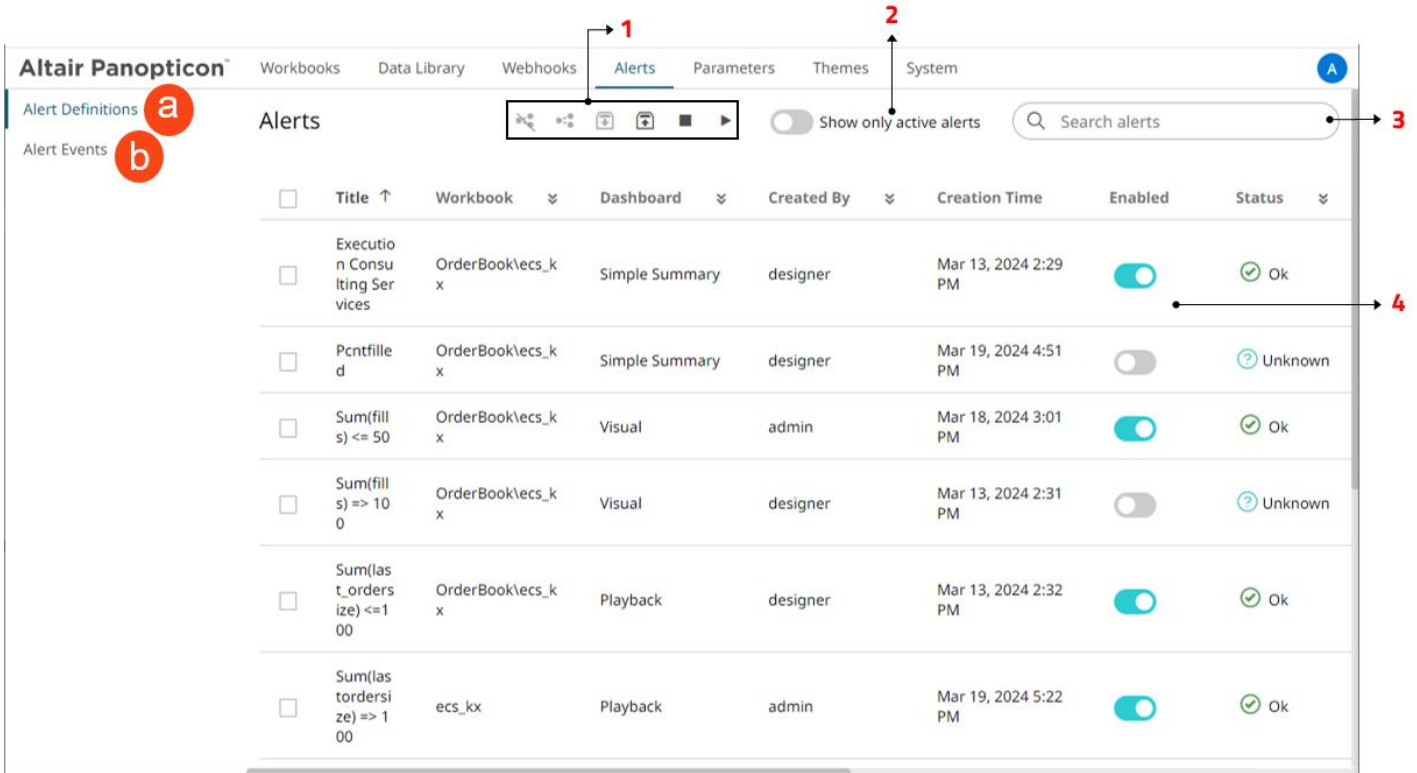 1
2
Altair Panopticon™
Workbooks Data Library Webhooks Alerts Parameters Themes System A
Alert Definitions a
Alert Events b
Alerts
Show only active alerts
Search alerts
3
Title ↑ Workbook Dashboard Created By Creation Time Enabled Status
Executio
n Consu
lting Ser
vices
OrderBook\ecs_k
x
Simple Summary
designer
Mar 13, 2024 2:29
PM
Ok
4
Pcntfille
d
OrderBook\ecs_k
x
Simple Summary
designer
Mar 19, 2024 4:51
PM
Unknown
Sum(fill
s) <= 50
OrderBook\ecs_k
x
Visual
admin
Mar 18, 2024 3:01
PM
Ok
Sum(fill
s) => 10
0
OrderBook\ecs_k
x
Visual
designer
Mar 13, 2024 2:31
PM
Unknown
Sum(las
t_orders
ize) <=1
00
OrderBook\ecs_k
x
Playback
designer
Mar 13, 2024 2:32
PM
Ok
Sum(las
tordersi
ze) => 1
00
ecs_kx
Playback
admin
Mar 19, 2024 5:22
PM
Ok